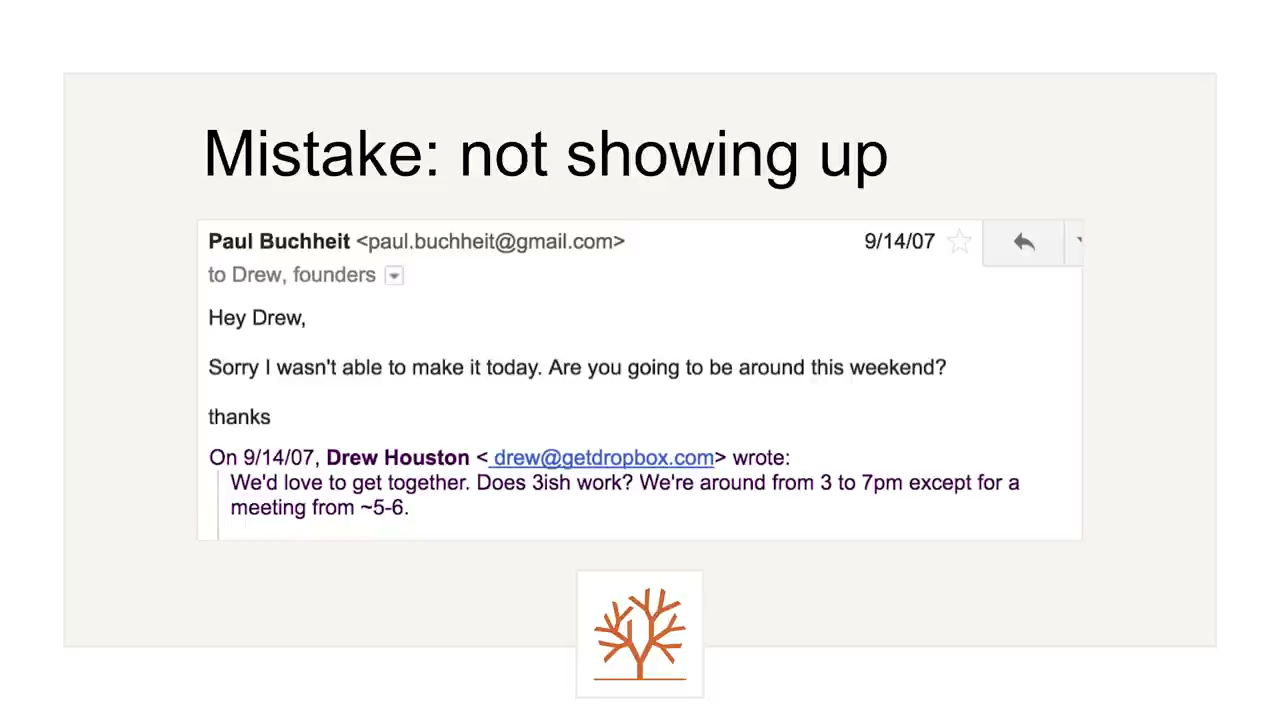 Mistake: not showing up
Paul Buchheit <paul.buchheit@gmail.com> 9/14/07
to Drew, founders
Hey Drew,
Sorry I wasn't able to make it today. Are you going to be around this weekend?
thanks
On 9/14/07, Drew Houston < drew@getdropbox.com> wrote:
We'd love to get together. Does 3ish work? We're around from 3 to 7pm except for a
meeting from ~5-6.